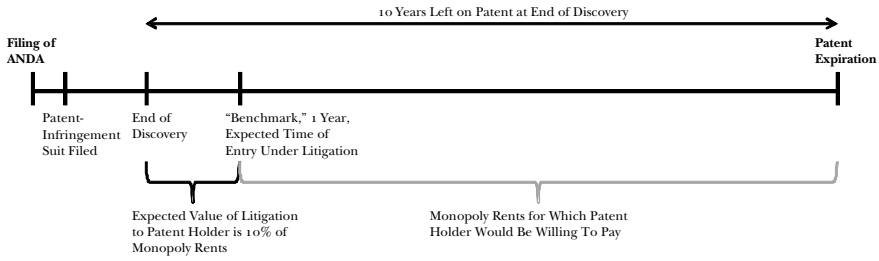 10 Years Left on Patent at End of Discovery
Filing of
ANDA
Patent
Expiration
Patent-
Infringement
Suit Filed
End of
Discovery
“Benchmark,” 1 Year,
Expected Time of
Entry Under Litigation
Expected Value of Litigation
to Patent Holder is 10% of
Monopoly Rents
Monopoly Rents for Which Patent
Holder Would Be Willing To Pay